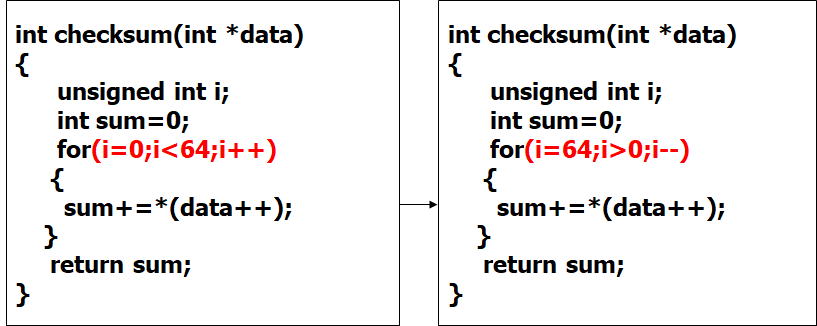 int checksum(int *data)
{
unsigned int i;
int sum=0;
for(i=0;i<64;i++)
{
sum+=*(data++);
}
return sum;
}
int checksum(int *data)
{
unsigned int i;
int sum=0;
for(i=64;i>0;i--)
{
sum+=*(data++);
}
return sum;
}